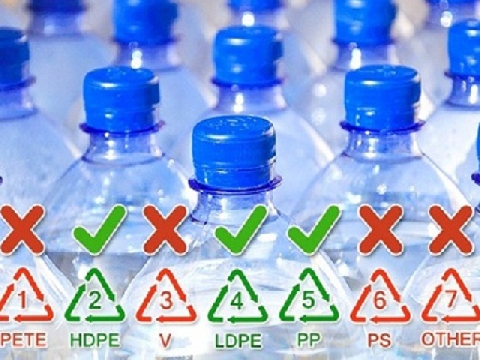 1 2 3 4 5 6 7
PETE HDPE V LDPE PP PS OTHER